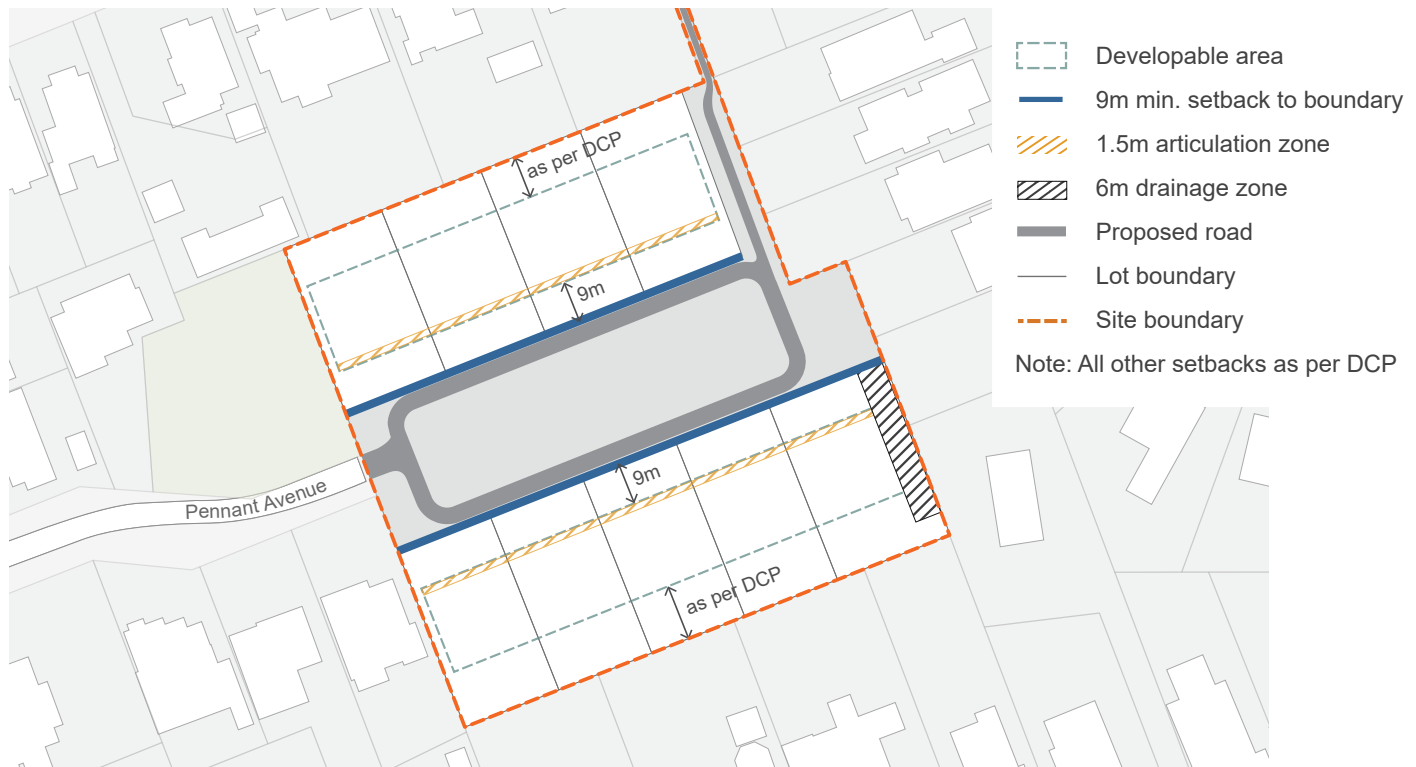 as per DCP
9m
9m
as per DCP
Pennant Avenue
Developable area
9m min. setback to boundary
1.5m articulation zone
6m drainage zone
Proposed road
Lot boundary
Site boundary
Note: All other setbacks as per DCP